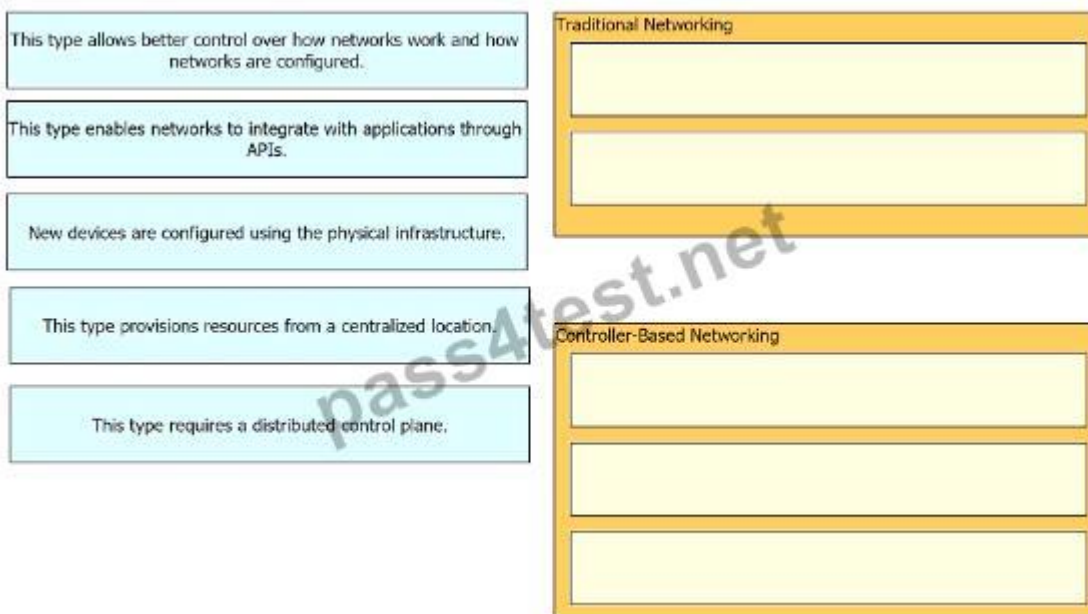 This type allows better control over how networks work and how
networks are configured.
This type enables networks to integrate with applications through
APIs.
New devices are configured using the physical infrastructure.
This type provisions resources from a centralized location.
This type requires a distributed control plane.
Traditional Networking
Controller-Based Networking
pass4test.net